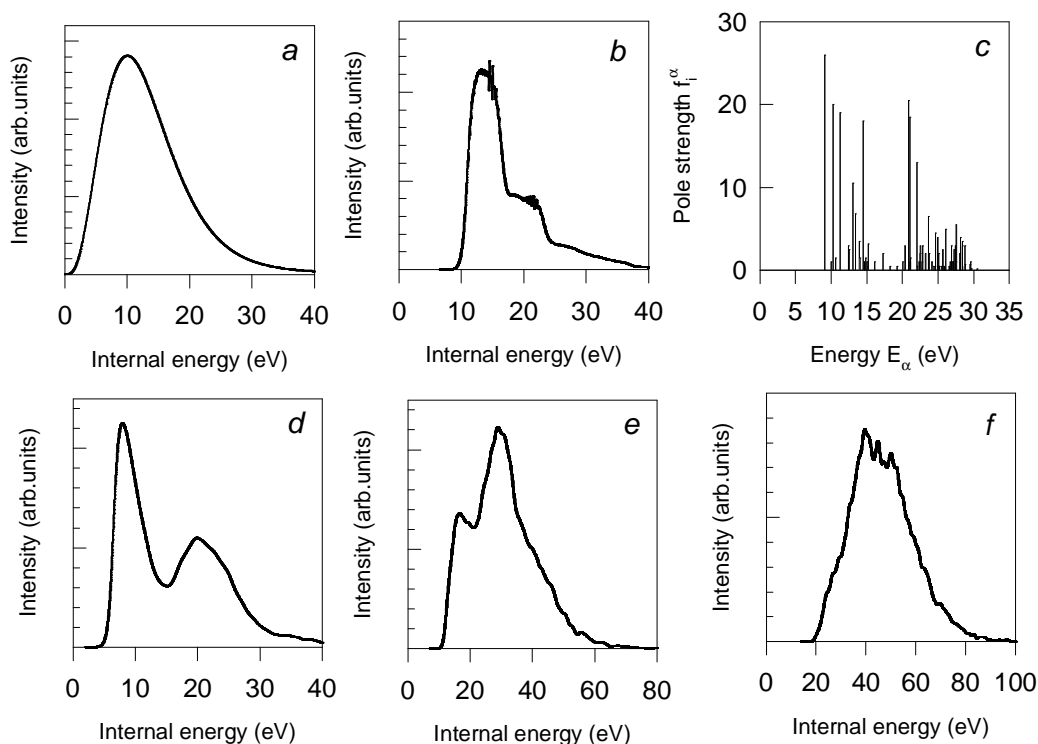 a
Intensity (arb.units)
0 10 20 30 40
Internal energy (eV)
b
Intensity (arb.units)
0 10 20 30 40
Internal energy (eV)
c
Pole strength f_i^α
30
20
10
0
0 5 10 15 20 25 30 35
Energy E_α (eV)
d
Intensity (arb.units)
0 10 20 30 40
Internal energy (eV)
e
Intensity (arb.units)
0 20 40 60 80
Internal energy (eV)
f
Intensity (arb.units)
0 20 40 60 80 100
Internal energy (eV)